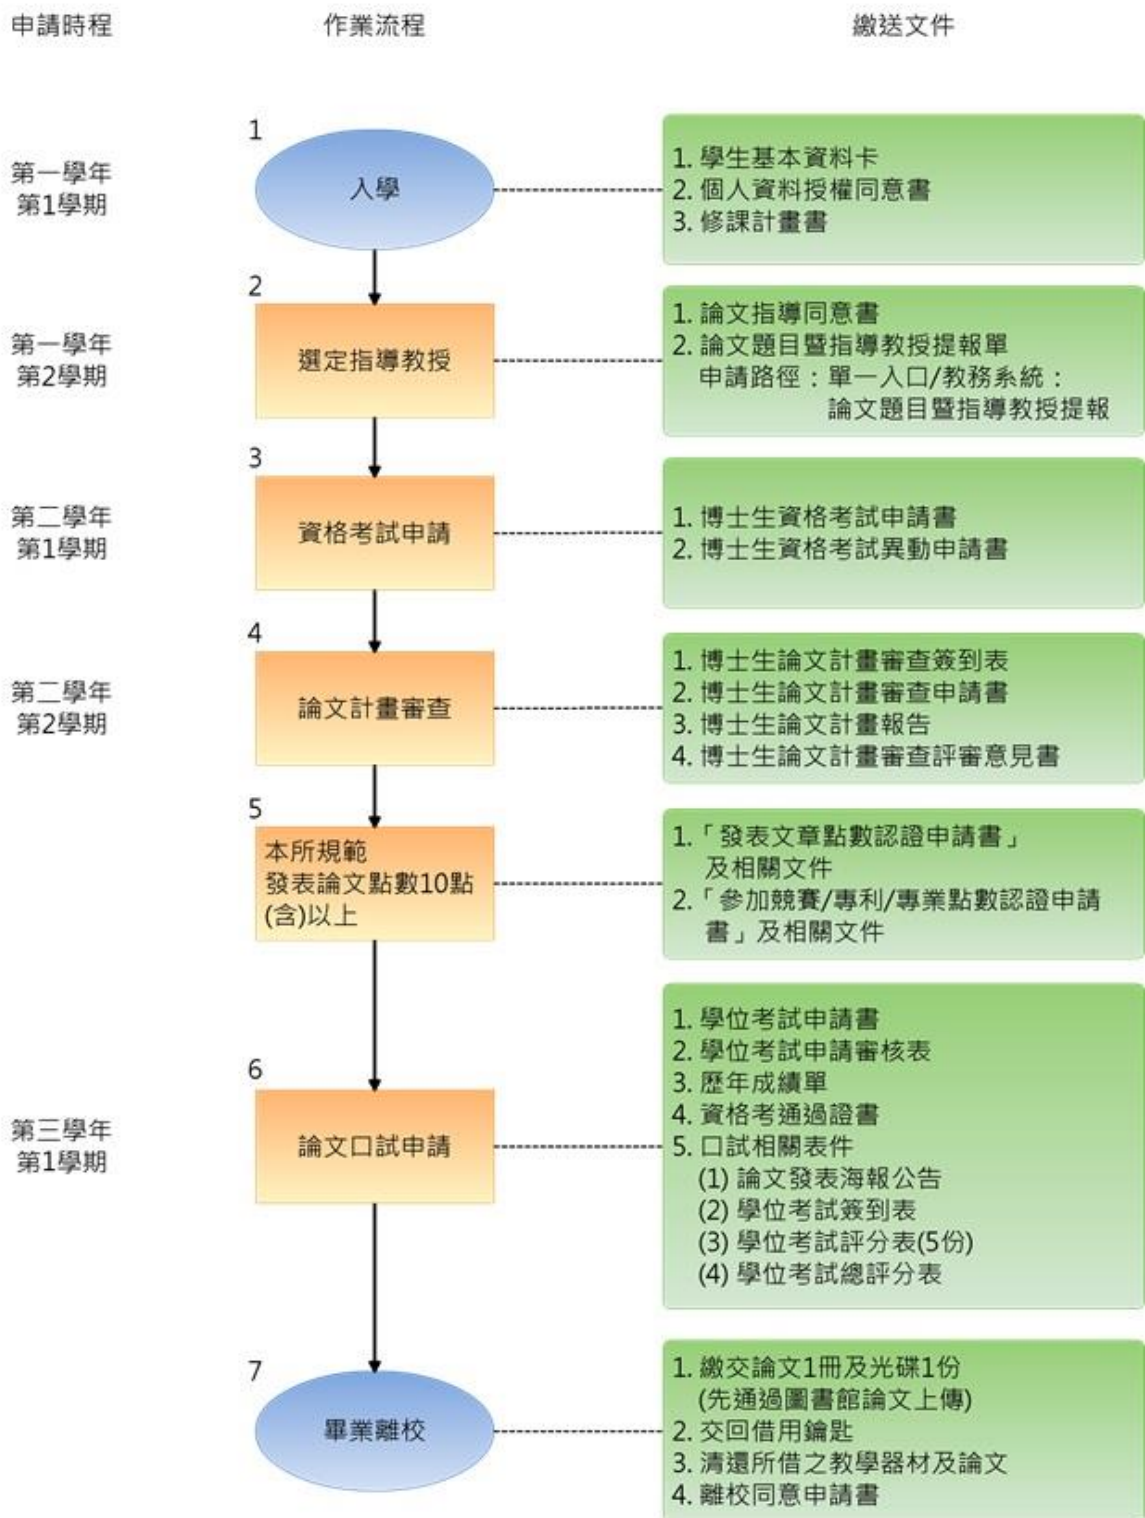 申請時程
作業流程
繳送文件
第一學年
第1學期
1
入學
1. 學生基本資料卡
2. 個人資料授權同意書
3. 修課計畫書
第一學年
第2學期
2
選定指導教授
1. 論文指導同意書
2. 論文題目暨指導教授提報單
申請路徑：單一入口/教務系統：
論文題目暨指導教授提報
第二學年
第1學期
3
資格考試申請
1. 博士生資格考試申請書
2. 博士生資格考試異動申請書
第二學年
第2學期
4
論文計畫審查
1. 博士生論文計畫審查簽到表
2. 博士生論文計畫審查申請書
3. 博士生論文計畫報告
4. 博士生論文計畫審查評審意見書
5
本所規範
發表論文點數10點
(含)以上
1.「發表文章點數認證申請書」
及相關文件
2.「參加競賽/專利/專業點數認證申請
書」及相關文件
第三學年
第1學期
6
論文口試申請
1. 學位考試申請書
2. 學位考試申請審核表
3. 歷年成績單
4. 資格考通過證書
5. 口試相關表件
(1) 論文發表海報公告
(2) 學位考試簽到表
(3) 學位考試評分表(5份)
(4) 學位考試總評分表
7
畢業離校
1. 繳交論文1冊及光碟1份
(先通過圖書館論文上傳)
2. 交回借用鑰匙
3. 清還所借之教學器材及論文
4. 離校同意申請書